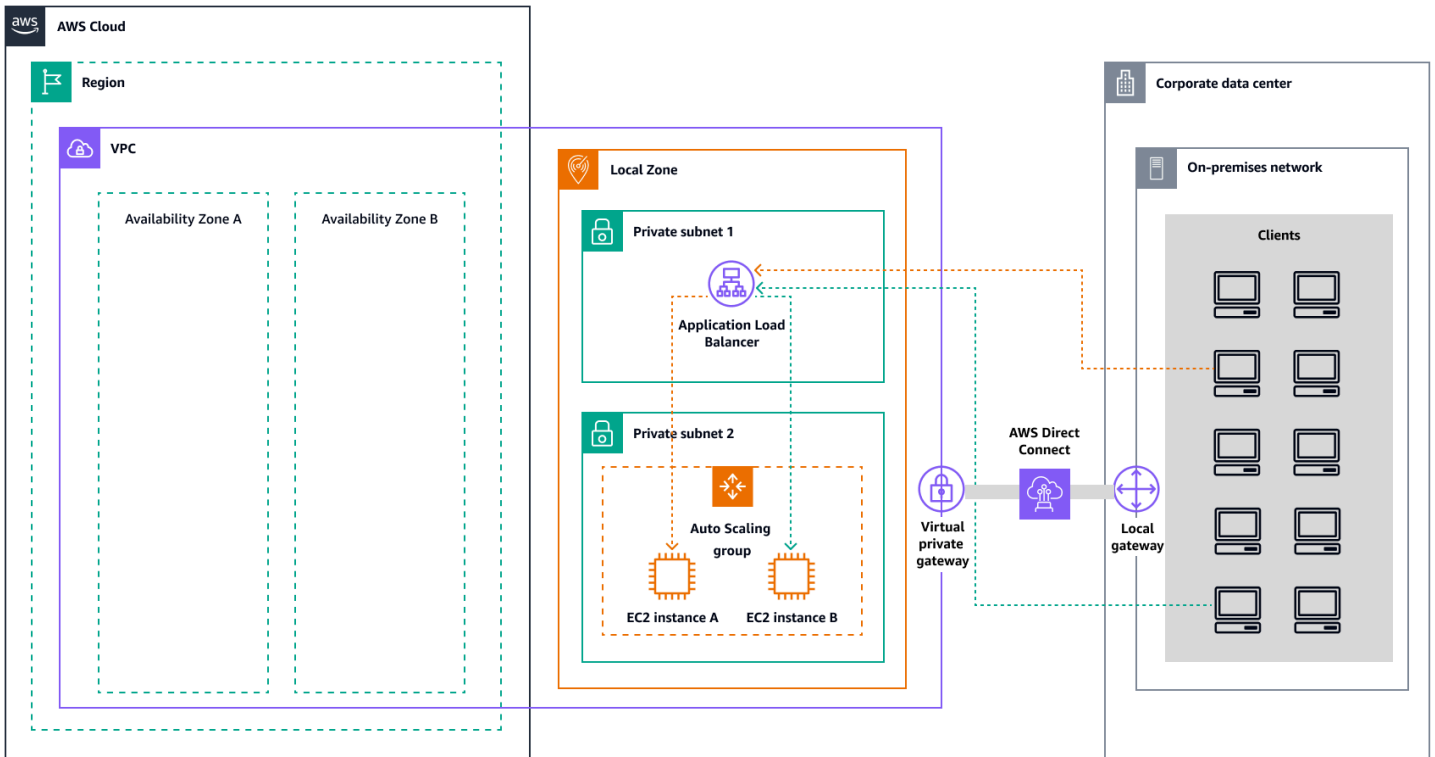 aws
AWS Cloud
Region
VPC
Availability Zone A
Availability Zone B
Local Zone
Private subnet 1
Application Load
Balancer
Private subnet 2
Auto Scaling
group
EC2 instance A
EC2 instance B
Virtual
private
gateway
AWS Direct
Connect
Local
gateway
Corporate data center
On-premises network
Clients